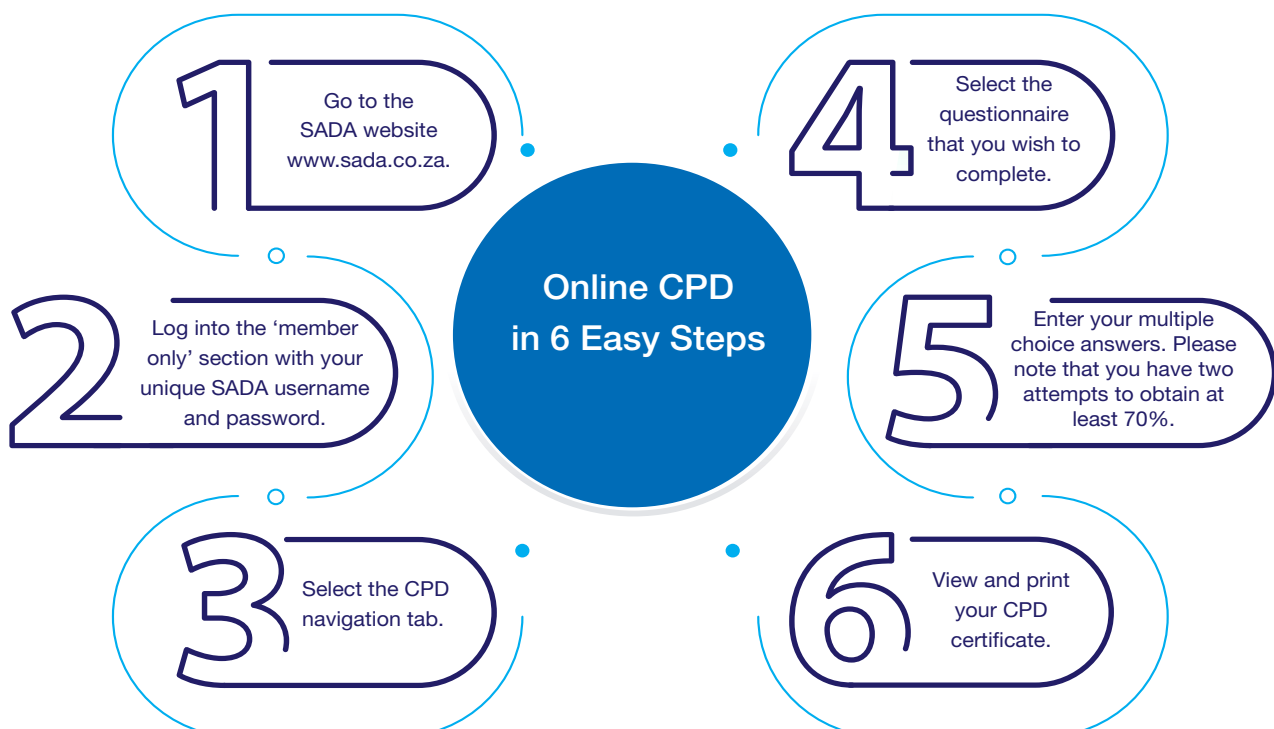 Online CPD
in 6 Easy Steps
1
Go to the
SADA website
www.sada.co.za.
2
Log into the ‘member
only’ section with your
unique SADA username
and password.
3
Select the CPD
navigation tab.
4
Select the
questionnaire
that you wish to
complete.
5
Enter your multiple
choice answers. Please
note that you have two
attempts to obtain at
least 70%.
6
View and print
your CPD
certificate.